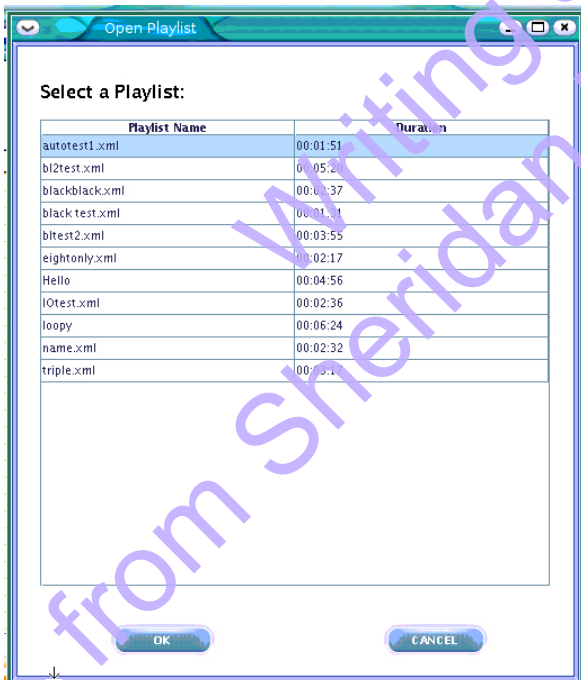 Open Playlist
Select a Playlist:
Playlist Name Duration
autotest1.xml 00:01:51
bl2test.xml
blackblack.xml
black test.xml
bltest2.xml 00:03:55
eightonly.xml 00:02:17
Hello 00:04:56
IOtest.xml 00:02:36
loopy 00:06:24
name.xml 00:02:32
triple.xml
OK CANCEL
Writing
from Sheridan